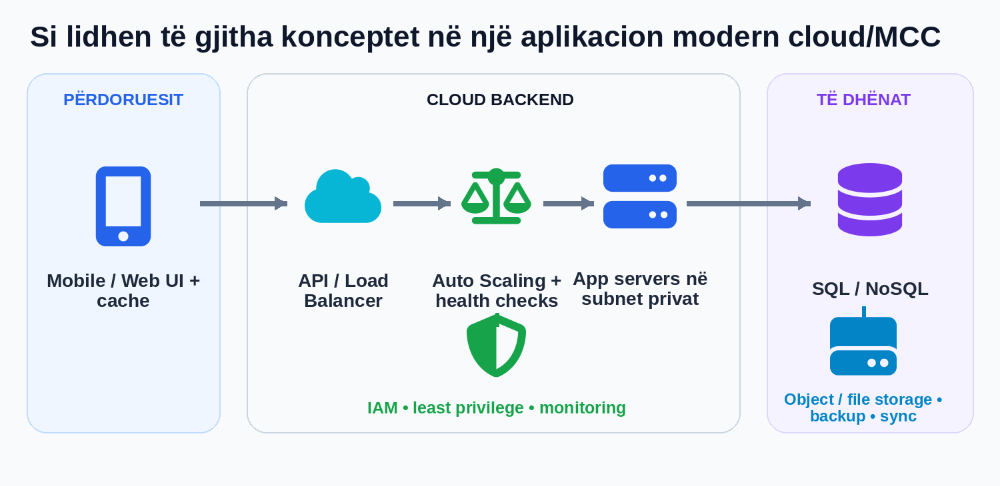 Si lidhen të gjitha konceptet në një aplikacion modern cloud/MCC
PËRDORUESIT
Mobile / Web UI +
cache
CLOUD BACKEND
API / Load
Balancer
Auto Scaling +
health checks
App servers në
subnet privat
IAM • least privilege • monitoring
TË DHËNAT
SQL / NoSQL
Object / file storage •
backup • sync